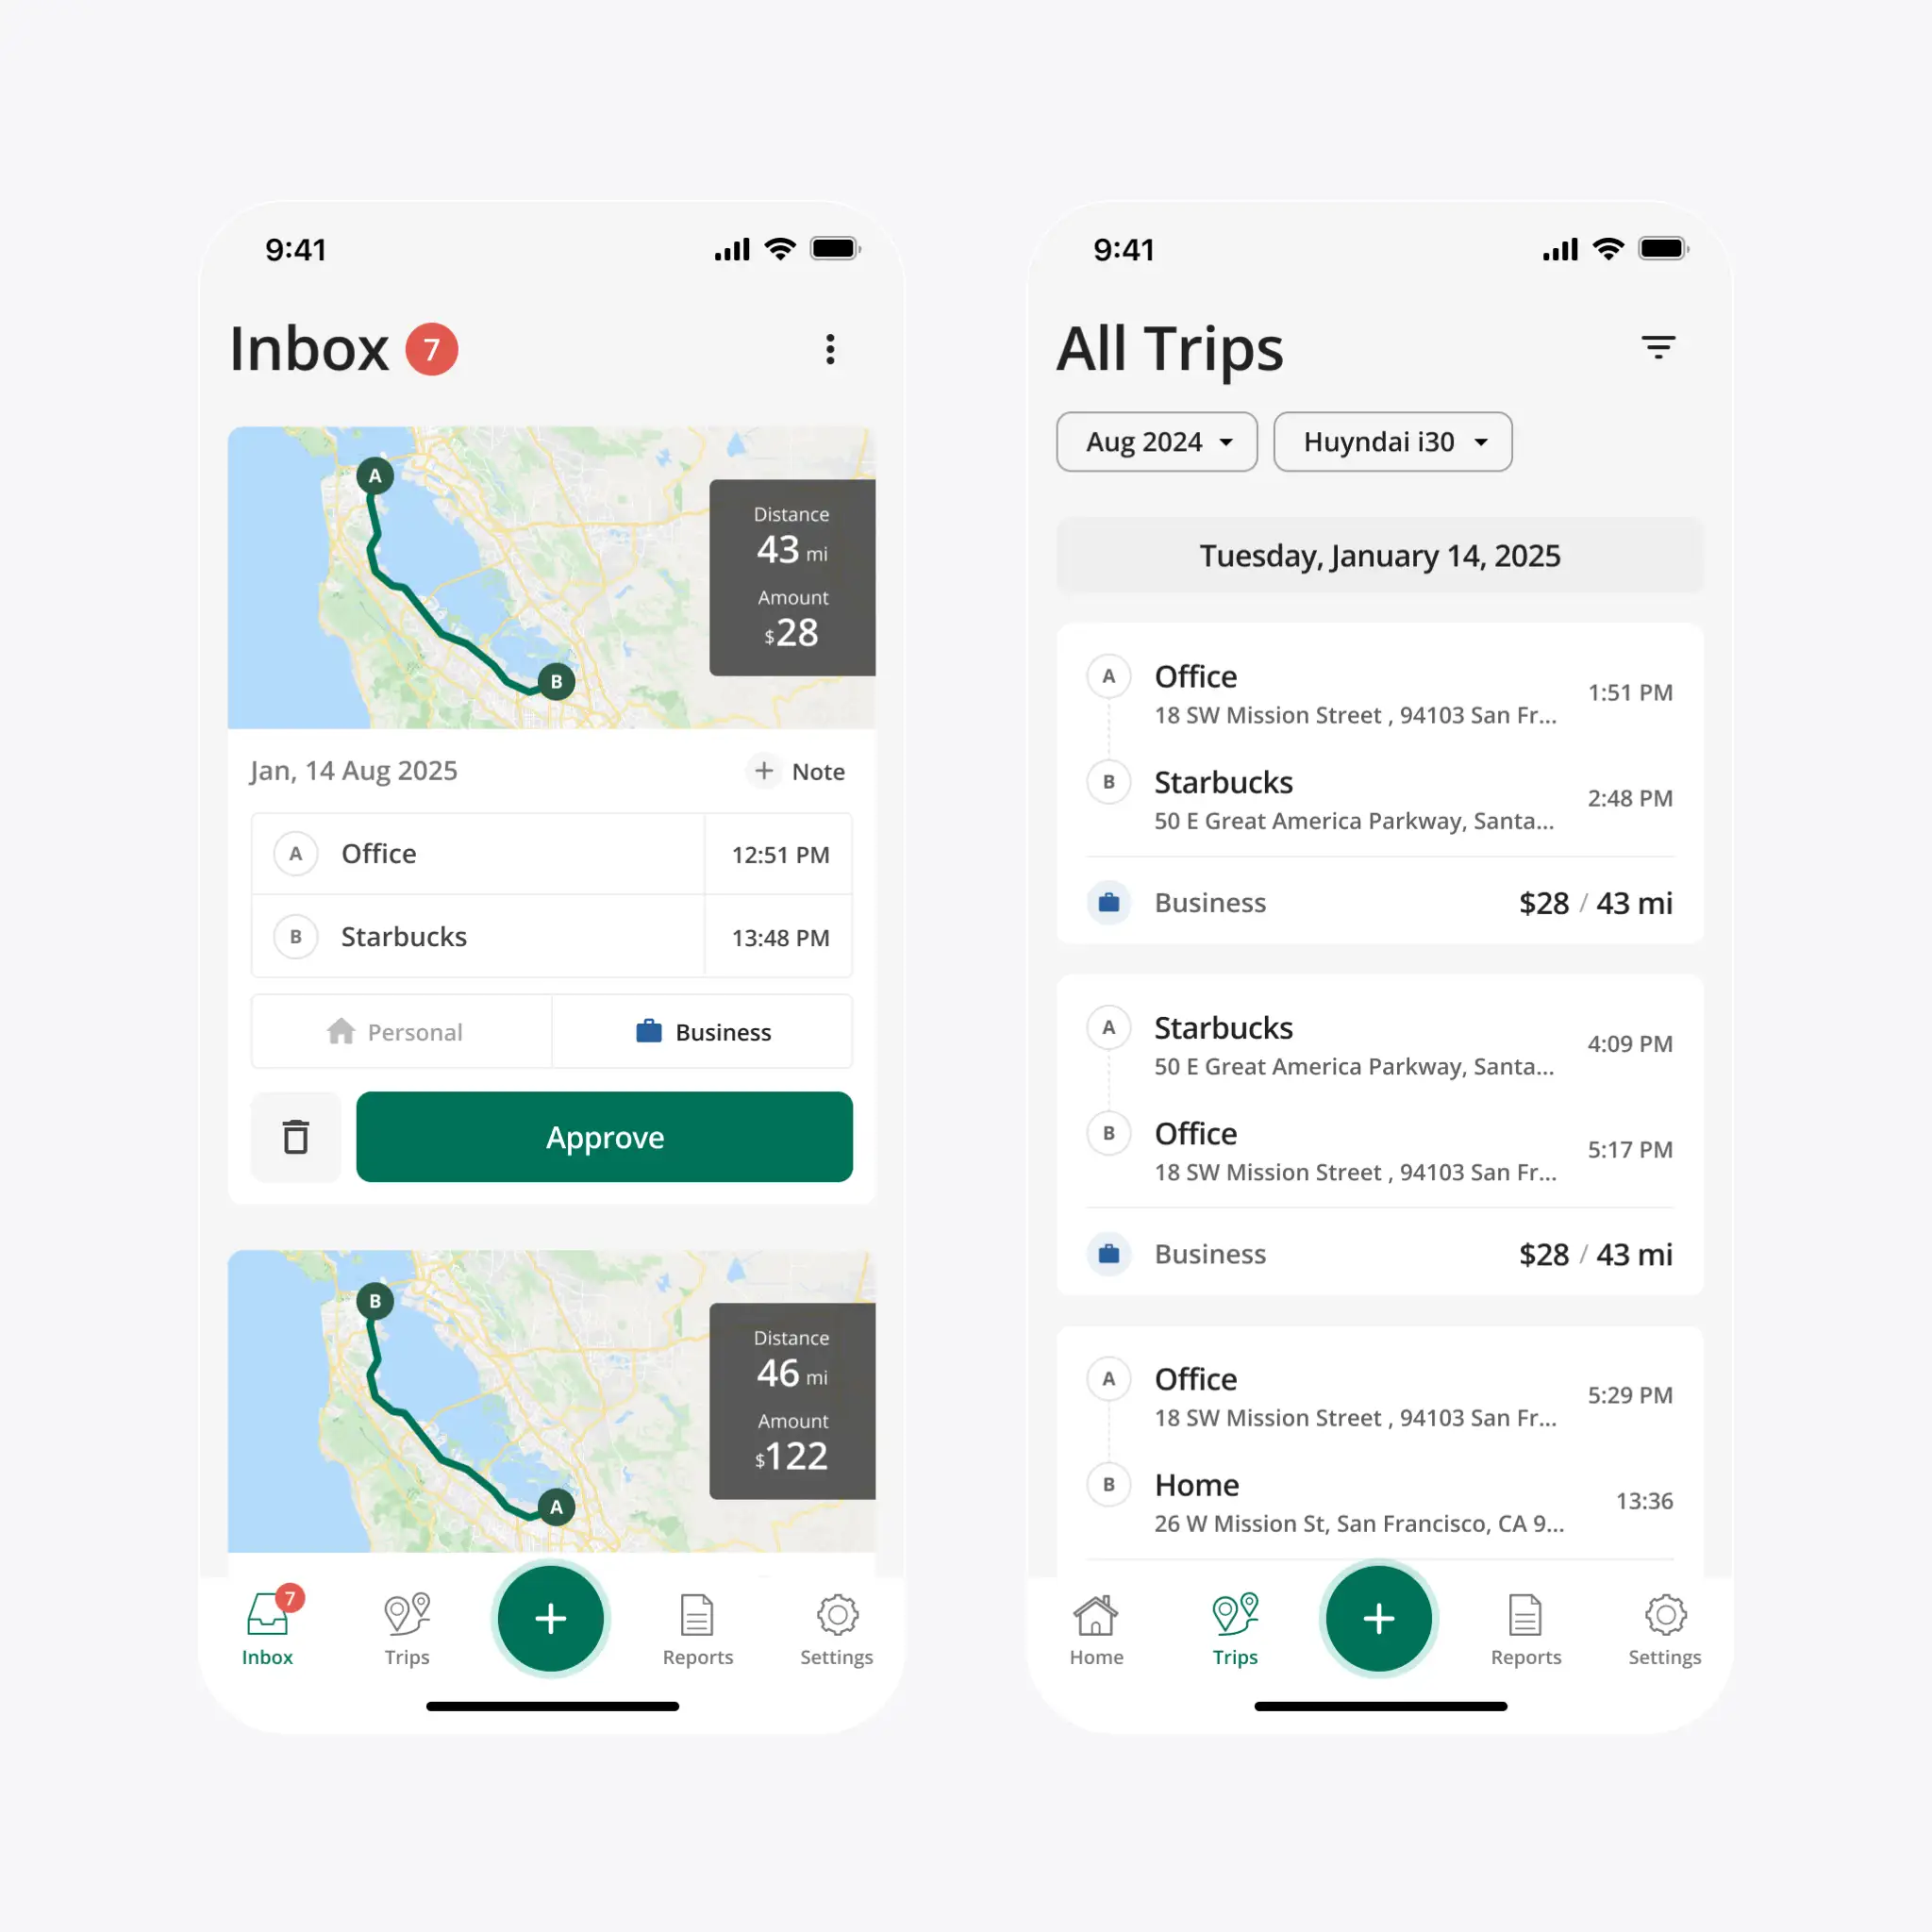 9:41
Inbox 7
A
B
Distance
43 mi
Amount
$28
Jan, 14 Aug 2025
+ Note
A Office 12:51 PM
B Starbucks 13:48 PM
Personal Business
Approve
B
A
Distance
46 mi
Amount
$122
7
Inbox Trips + Reports Settings
9:41
All Trips
Aug 2024 Huyndai i30
Tuesday, January 14, 2025
A Office 1:51 PM
18 SW Mission Street , 94103 San Fr...
B Starbucks 2:48 PM
50 E Great America Parkway, Santa...
Business $28 / 43 mi
A Starbucks 4:09 PM
50 E Great America Parkway, Santa...
B Office 5:17 PM
18 SW Mission Street , 94103 San Fr...
Business $28 / 43 mi
A Office 5:29 PM
18 SW Mission Street , 94103 San Fr...
B Home 13:36
26 W Mission St, San Francisco, CA 9...
Home Trips + Reports Settings